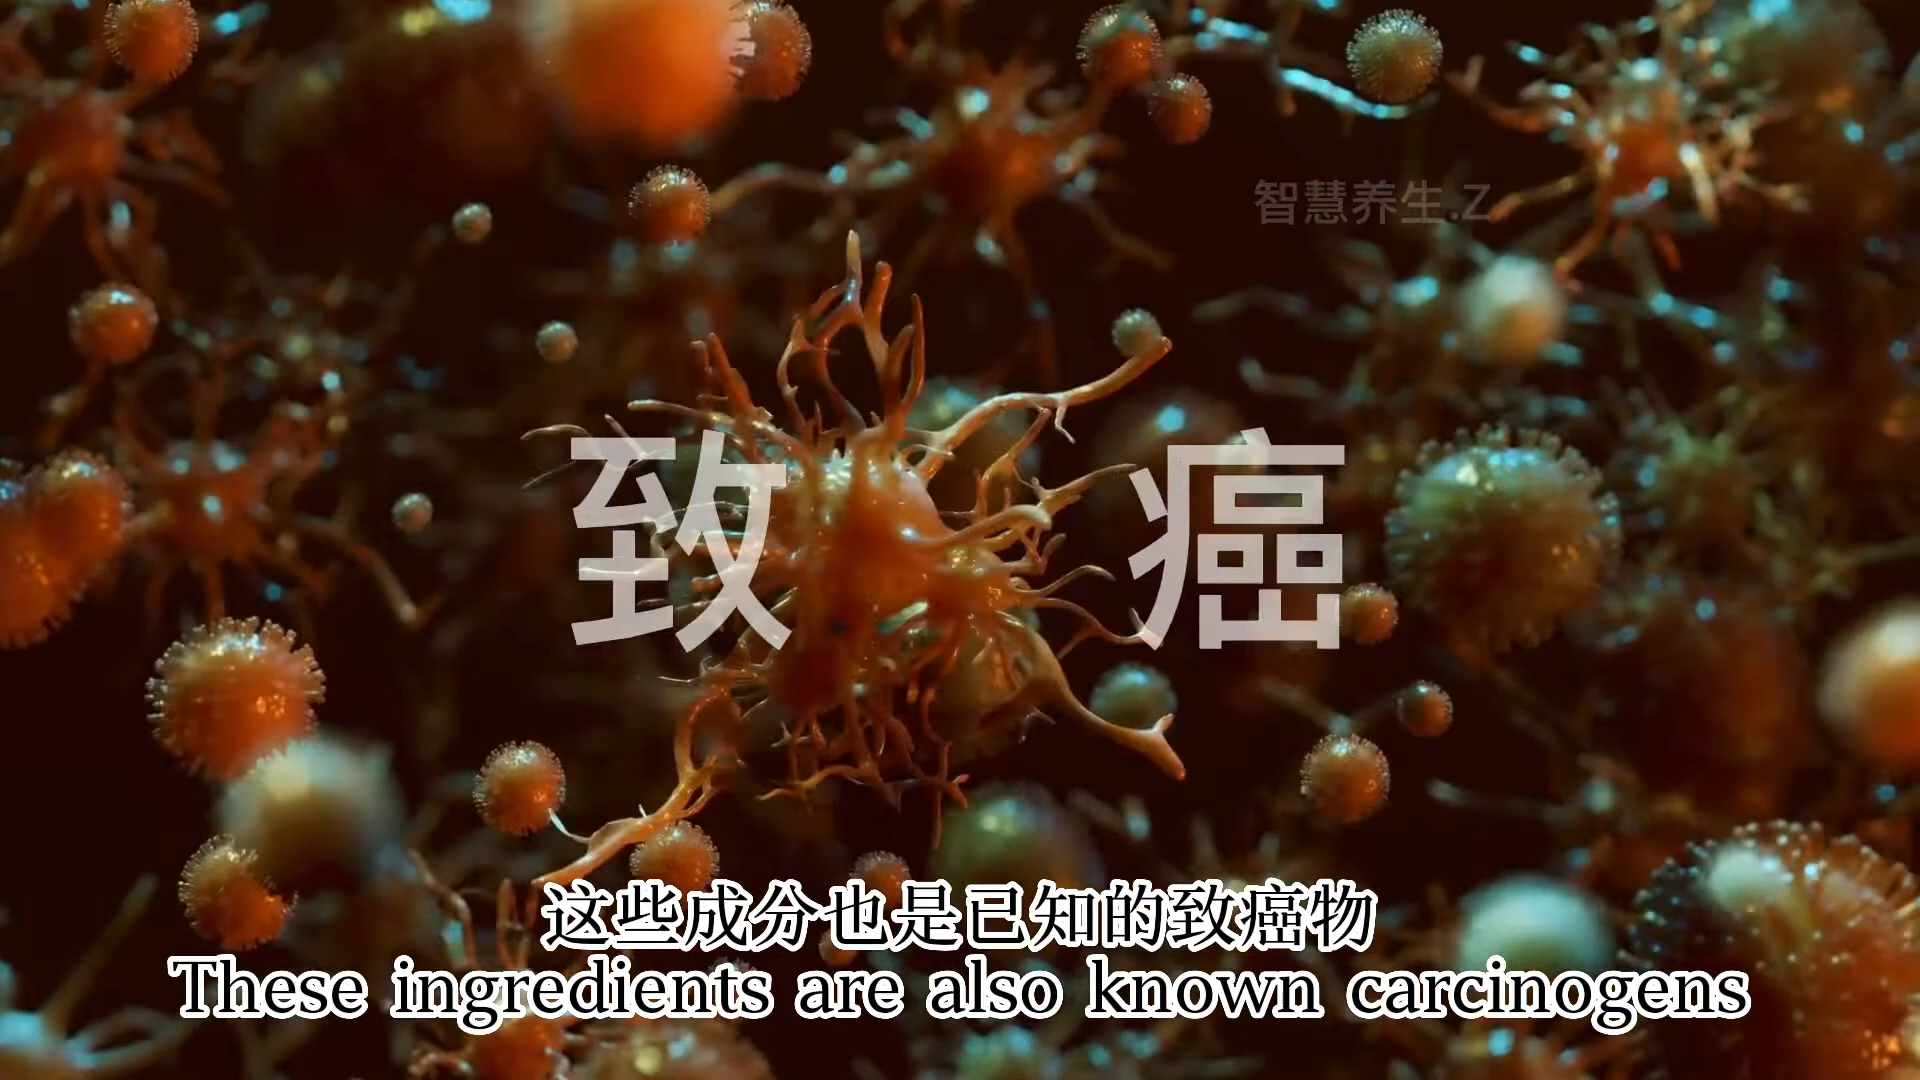 智慧养生.Z
致 癌
这些成分也是已知的致癌物
These ingredients are also known carcinogens